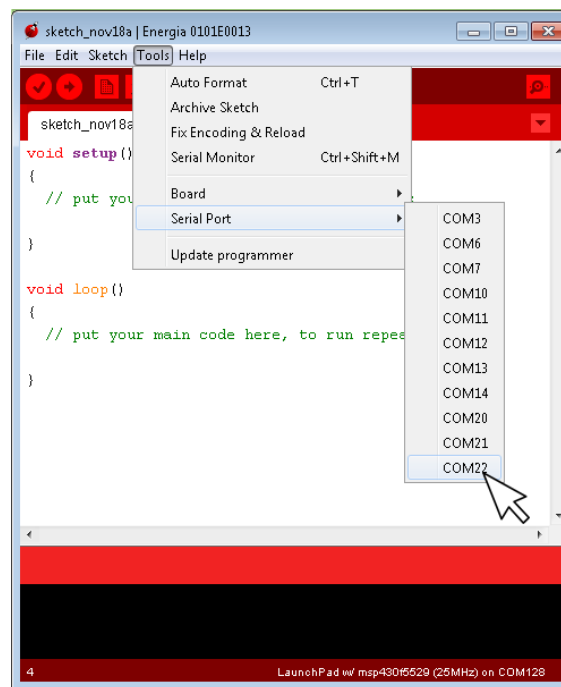 sketch_nov18a | Energia 0101E0013
File Edit Sketch Tools Help
Auto Format Ctrl+T
Archive Sketch
sketch_nov18a
Fix Encoding & Reload
void setup()
Serial Monitor Ctrl+Shift+M
{
Board
// put you
Serial Port
COM3
}
COM6
Update programmer
COM7
void loop()
COM10
{
COM11
// put your main code here, to run repea
COM12
COM13
}
COM14
COM20
COM21
COM22
4 LaunchPad w/ msp430f5529 (25MHz) on COM128